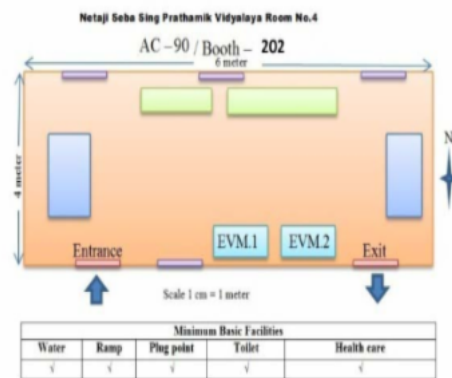 Netaji Seba Sing Prathamik Vidyalaya Room No.4
AC –90 / Booth – 202
6 meter
4 meter
N
EVM.1 EVM.2
Entrance Exit
Scale 1 cm = 1 meter
Minimum Basic Facilities
Water Ramp Plug point Toilet Health care
√ √ √ √ √